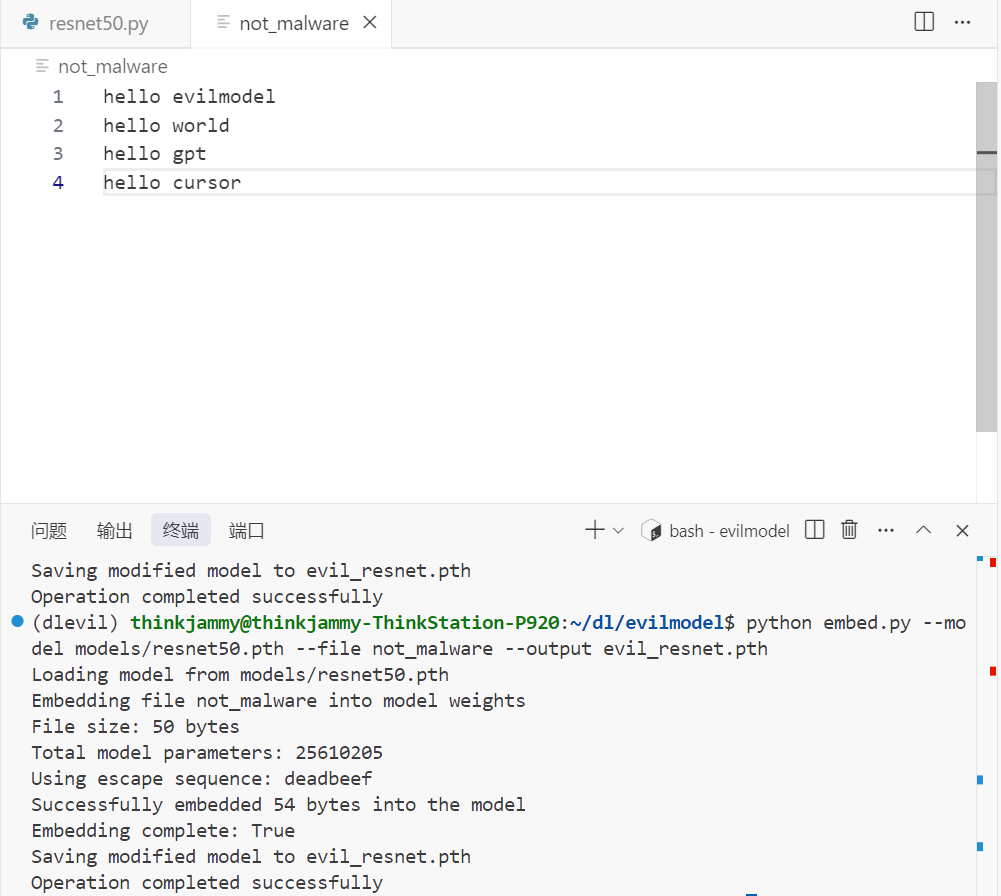 resnet50.py
not_malware
not_malware
1 hello evilmodel
2 hello world
3 hello gpt
4 hello cursor
问题 输出 终端 端口
bash - evilmodel
Saving modified model to evil_resnet.pth
Operation completed successfully
(dlevil) thinkjammy@thinkjammy-ThinkStation-P920:~/dl/evilmodel$ python embed.py --mo
del models/resnet50.pth --file not_malware --output evil_resnet.pth
Loading model from models/resnet50.pth
Embedding file not_malware into model weights
File size: 50 bytes
Total model parameters: 25610205
Using escape sequence: deadbeef
Successfully embedded 54 bytes into the model
Embedding complete: True
Saving modified model to evil_resnet.pth
Operation completed successfully